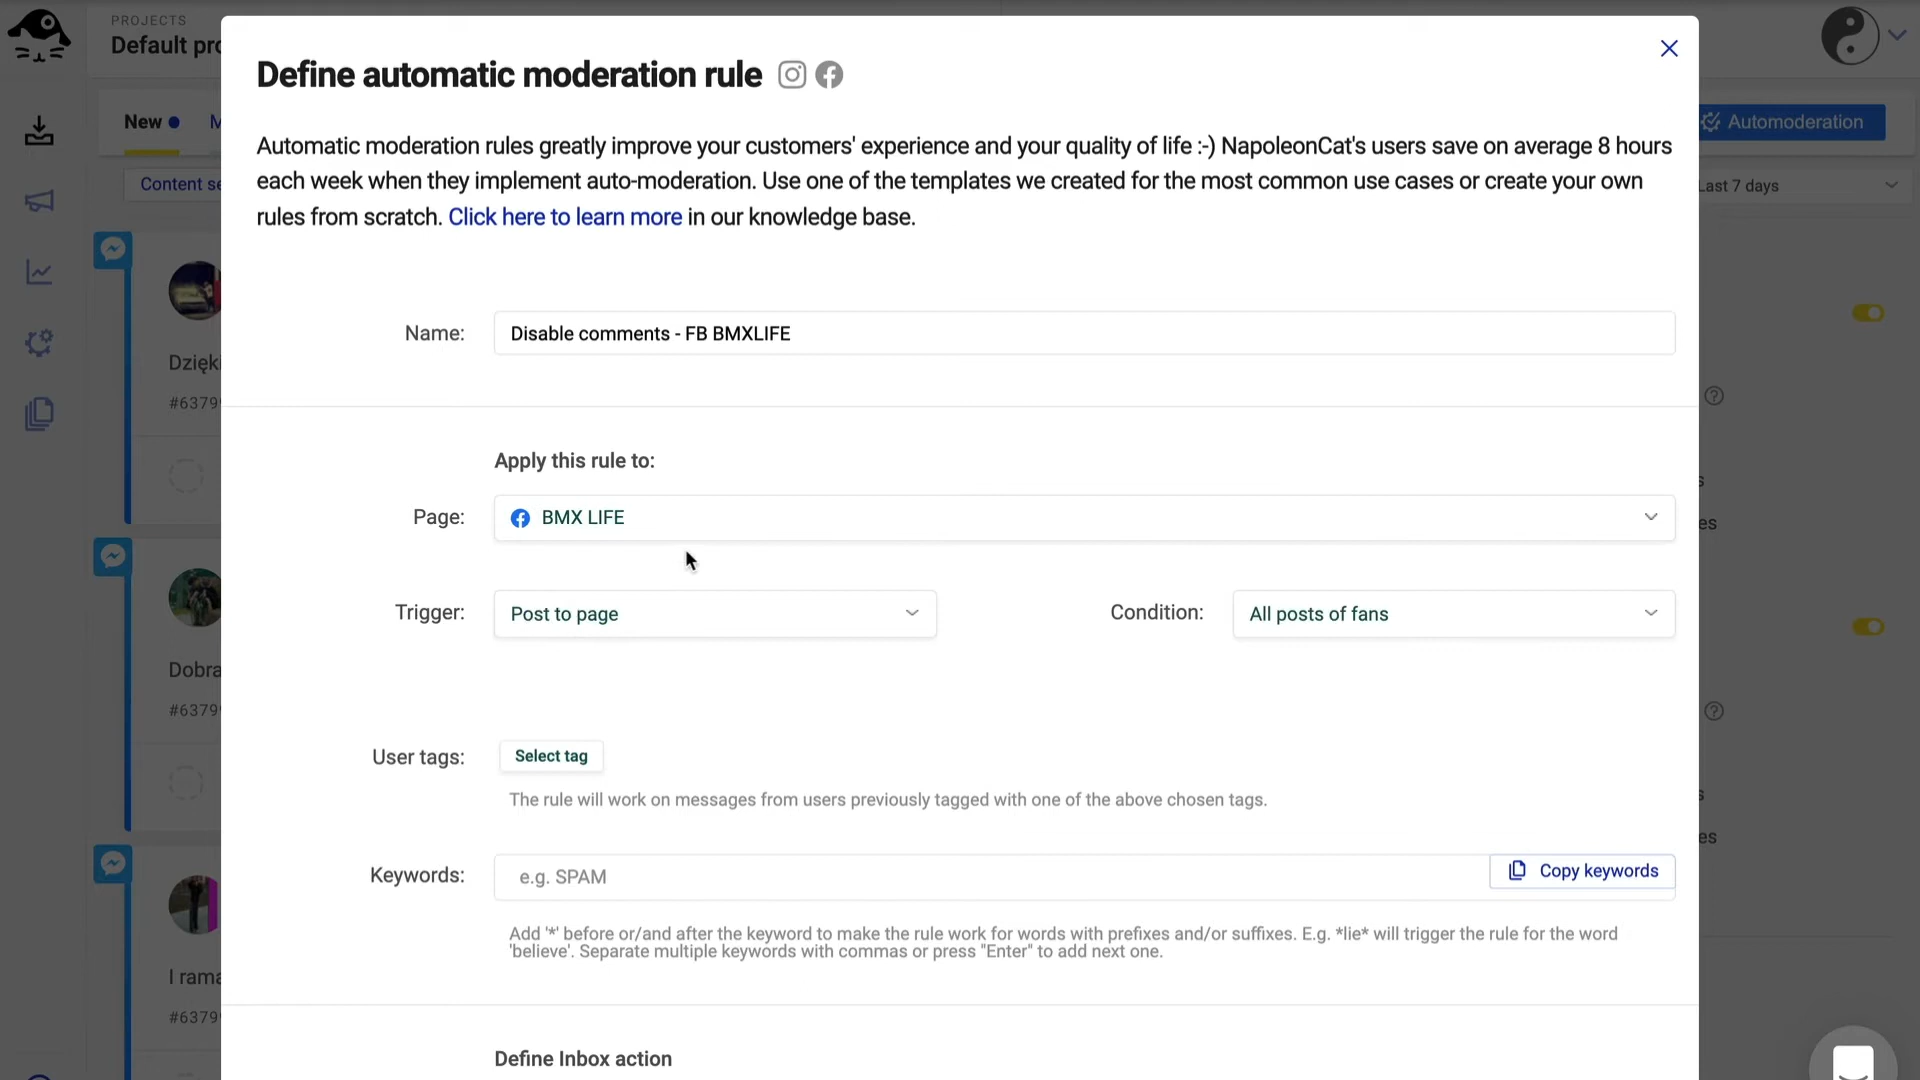 PROJECTS
Default pro
Define automatic moderation rule
New
M
Automoderation
Automatic moderation rules greatly improve your customers' experience and your quality of life :-) NapoleonCat's users save on average 8 hours
each week when they implement auto-moderation. Use one of the templates we created for the most common use cases or create your own
rules from scratch. Click here to learn more in our knowledge base.
Content se
Last 7 days
Name:
Disable comments - FB BMXLIFE
Dzięki
#6379
Apply this rule to:
Page:
BMX LIFE
s
es
Trigger:
Post to page
Condition:
All posts of fans
Dobra
#6379
User tags:
Select tag
The rule will work on messages from users previously tagged with one of the above chosen tags.
s
es
Keywords:
e.g. SPAM
Copy keywords
Add '*' before or/and after the keyword to make the rule work for words with prefixes and/or suffixes. E.g. *lie* will trigger the rule for the word
'believe'. Separate multiple keywords with commas or press "Enter" to add next one.
I rama
#6379
Define Inbox action